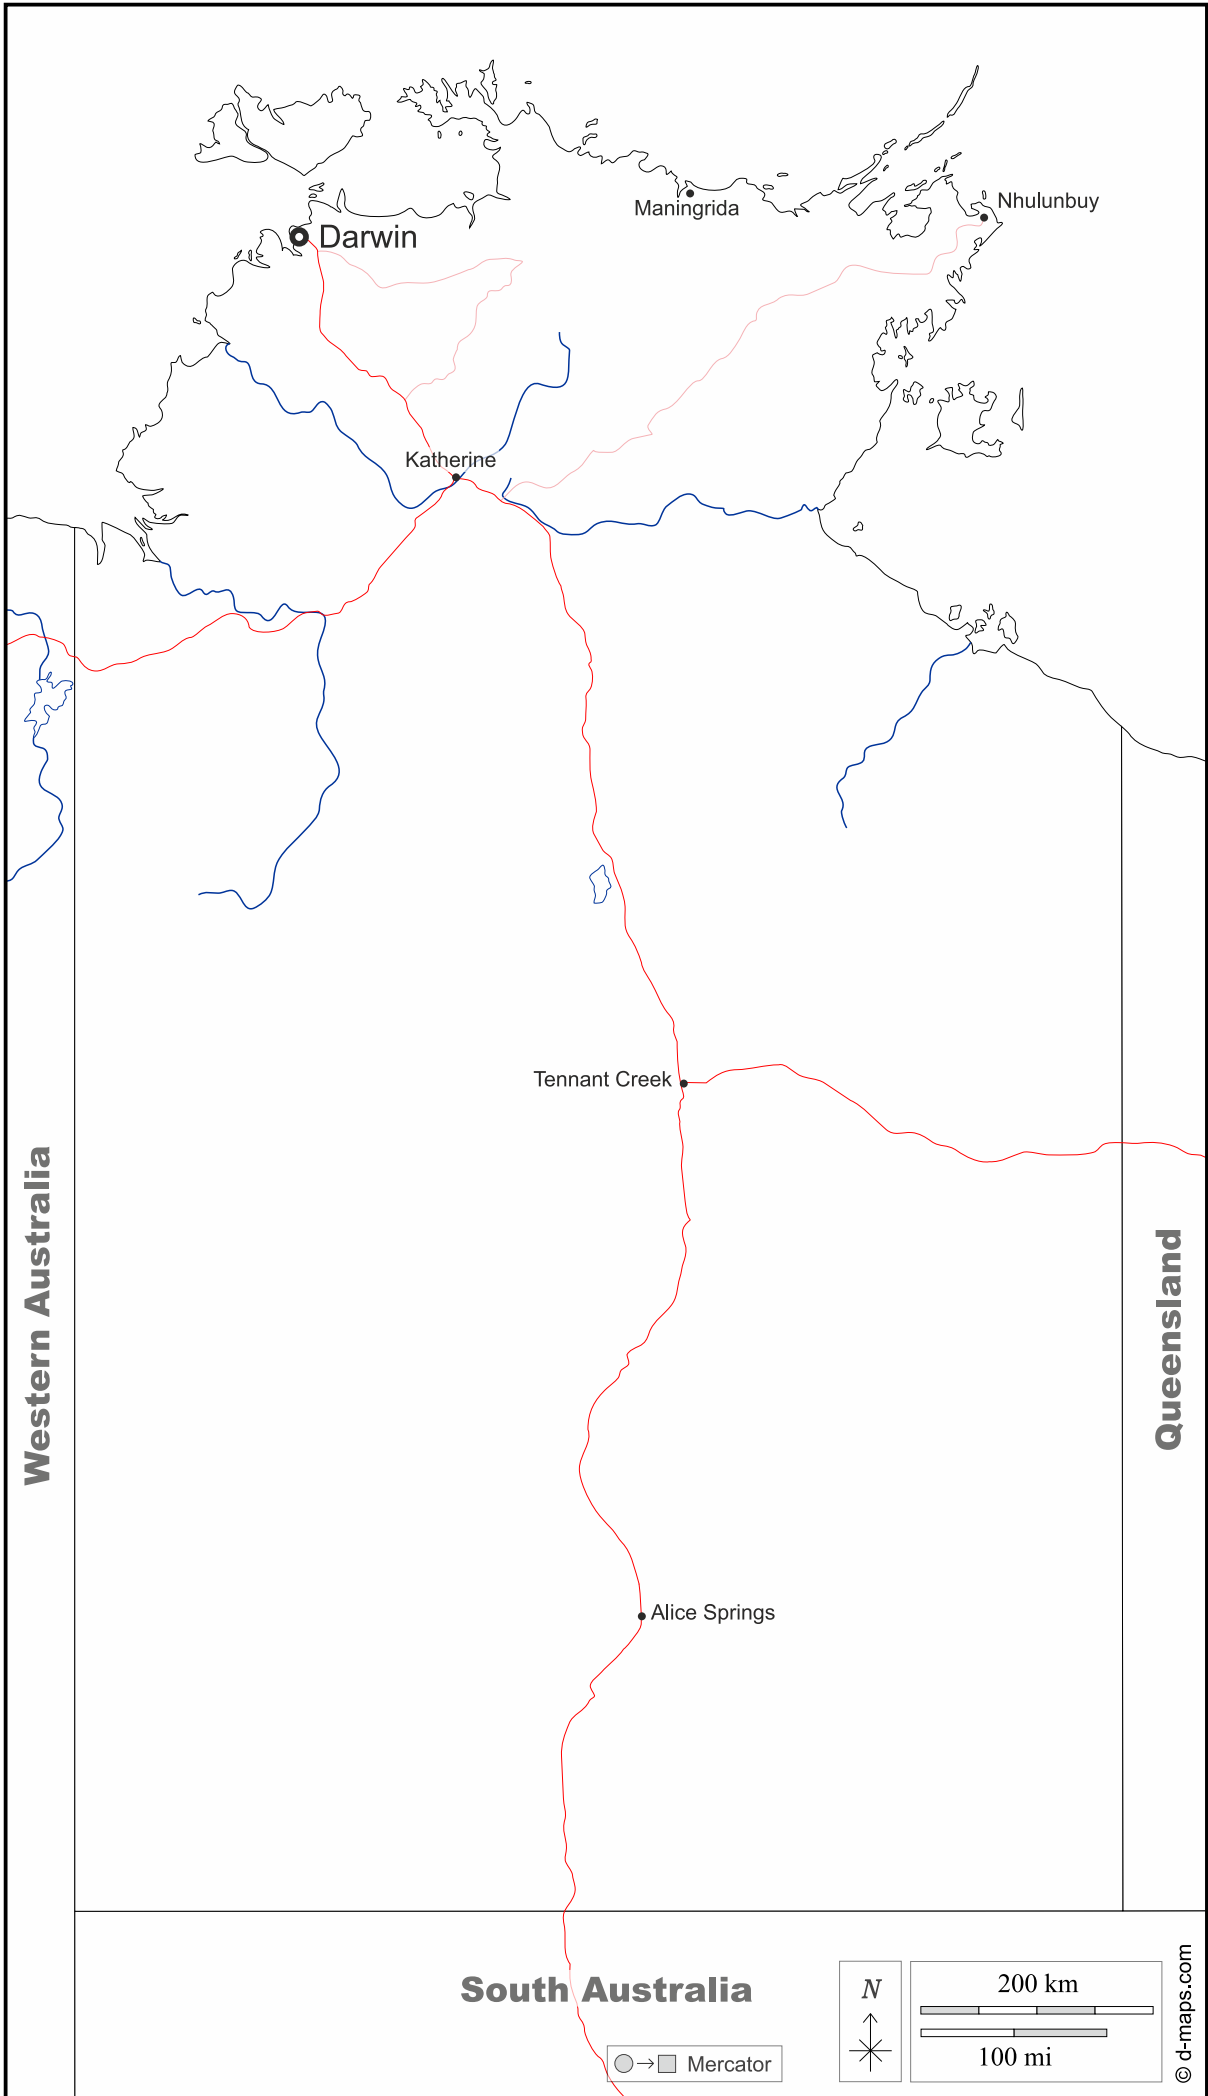 Maningrida
Nhulunbuy
Darwin
Katherine
Tennant Creek
Western Australia
Queensland
Alice Springs
South Australia
N
200 km
100 mi
Mercator
© d-maps.com